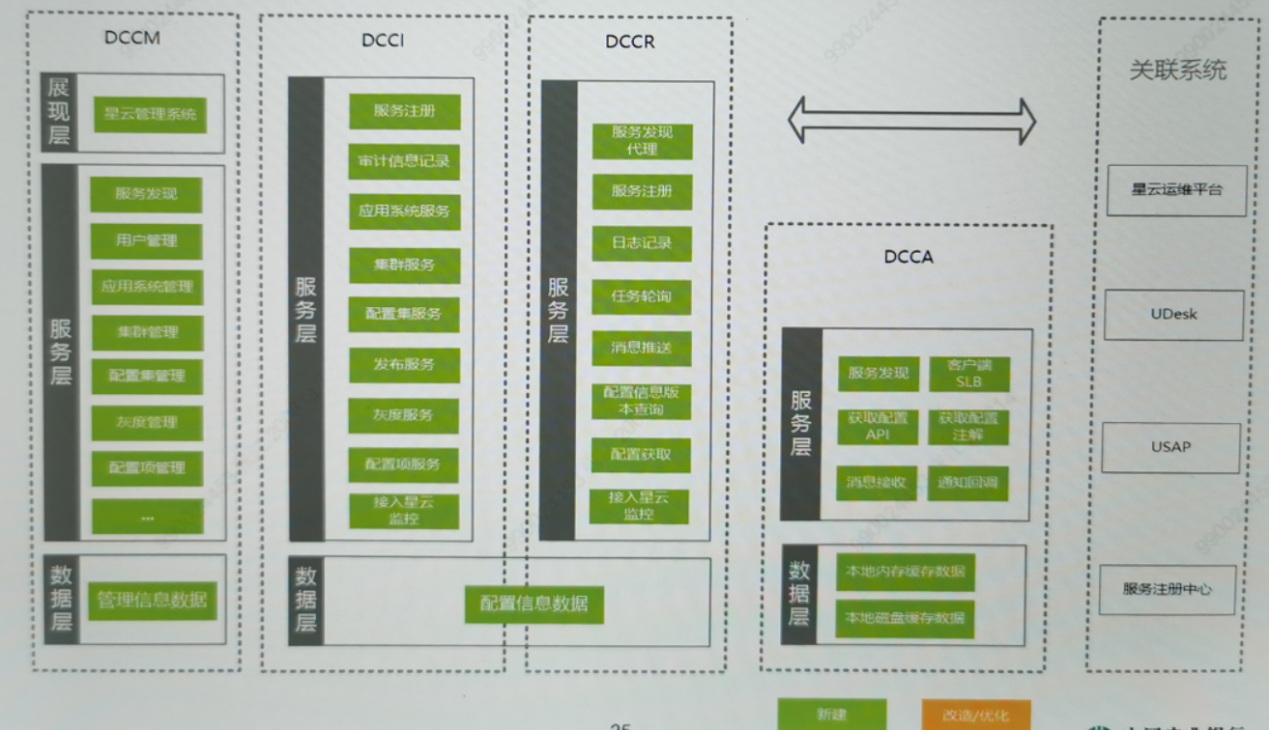 DCCM
展现层
星云管理系统
服务层
服务发现
用户管理
应用系统管理
集群管理
配置集管理
灰度管理
配置项管理
...
数据层
管理信息数据
DCCI
服务层
服务注册
审计信息记录
应用系统服务
集群服务
配置集服务
发布服务
灰度服务
配置项服务
接入星云
监控
DCCR
服务层
服务发现
代理
服务注册
日志记录
任务轮询
消息推送
配置信息版
本查询
配置获取
接入星云
监控
数据层
配置信息数据
DCCA
服务层
服务发现
客户端
SLB
获取配置
API
获取配置
注解
消息接收
通知回调
数据层
本地内存缓存数据
本地磁盘缓存数据
关联系统
星云运维平台
UDesk
USAP
服务注册中心
新建
改造/优化